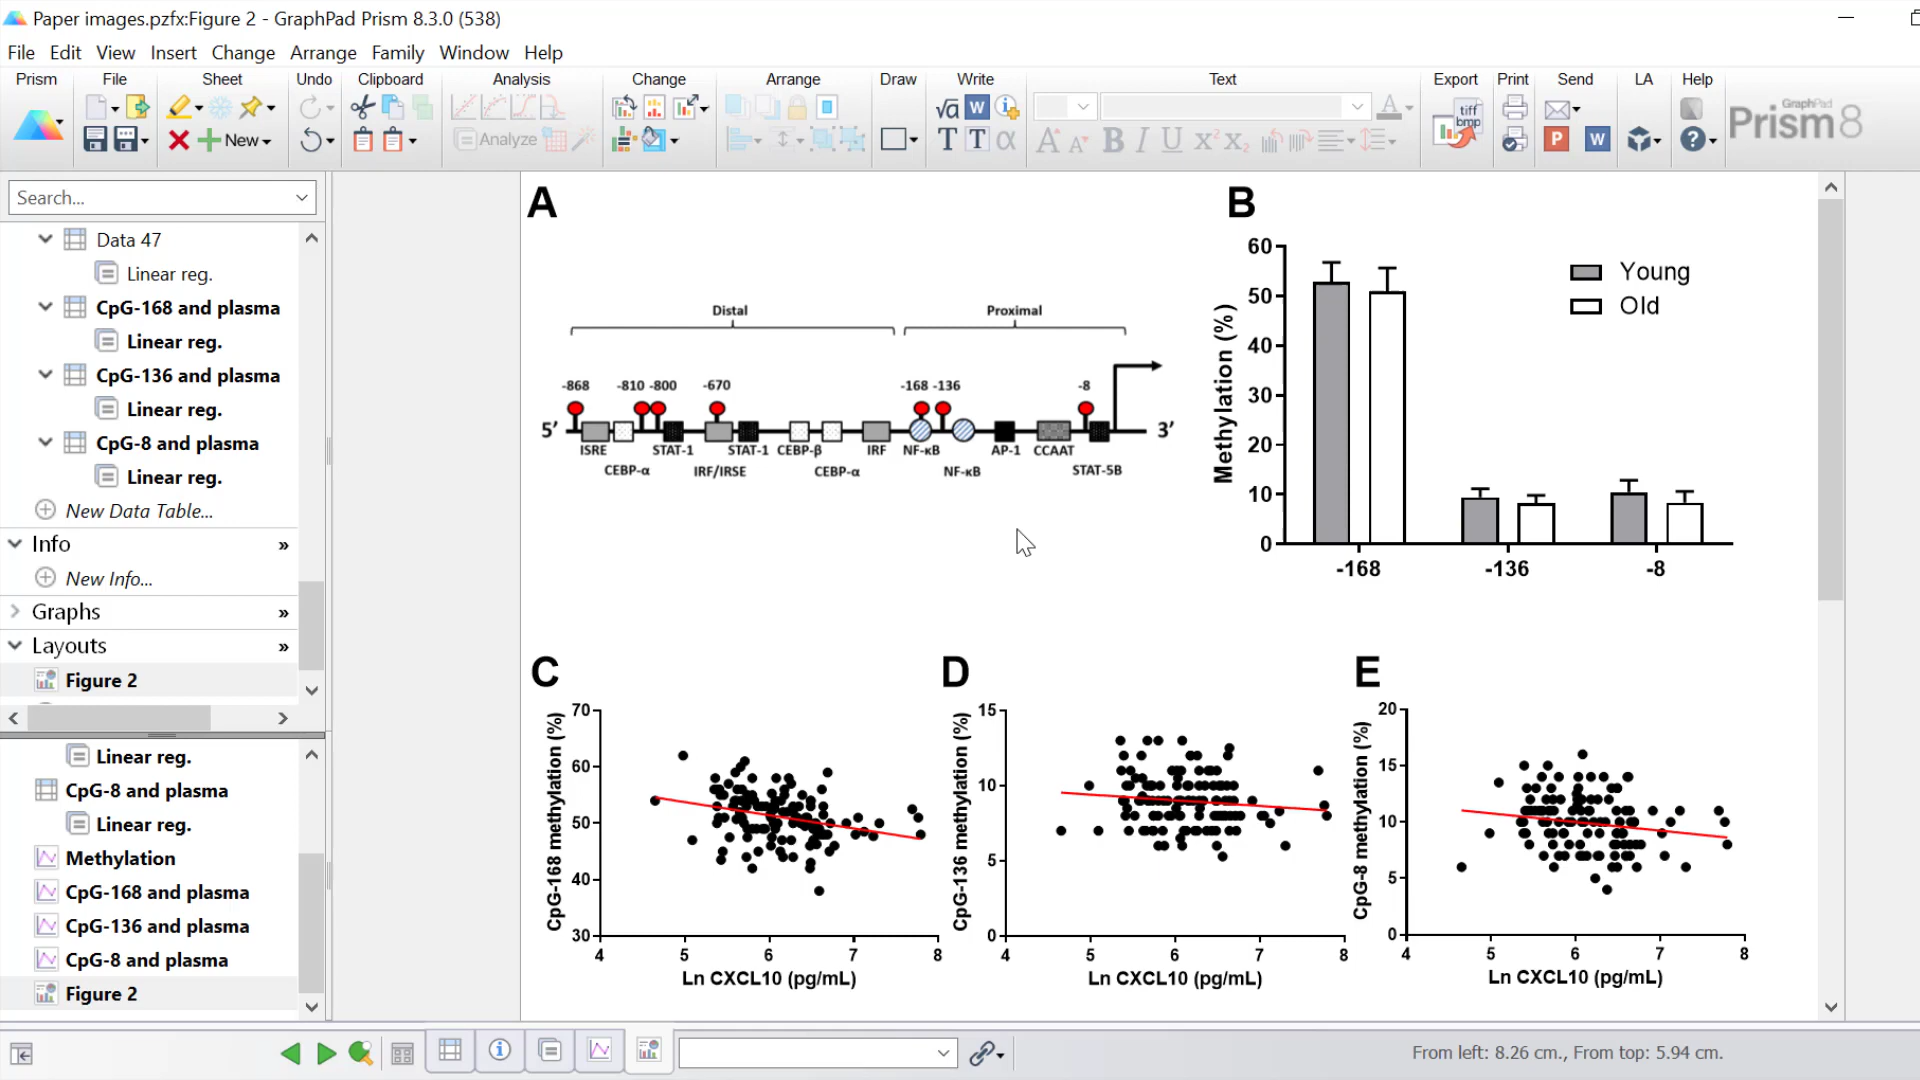 Paper images.pzfx:Figure 2 - GraphPad Prism 8.3.0 (538)
File Edit View Insert Change Arrange Family Window Help
Prism File Sheet Undo Clipboard Analysis Change Arrange Draw Write Text Export Print Send LA Help
New
Analyze
√a W
T T α
A A B I U X² X₂
A
tiff
bmp
P W
GraphPad
Prism 8
Search...
Data 47
Linear reg.
CpG-168 and plasma
Linear reg.
CpG-136 and plasma
Linear reg.
CpG-8 and plasma
Linear reg.
New Data Table...
Info »
New Info...
Graphs »
Layouts »
Figure 2
Linear reg.
CpG-8 and plasma
Linear reg.
Methylation
CpG-168 and plasma
CpG-136 and plasma
CpG-8 and plasma
Figure 2
A
Distal Proximal
-868 -810 -800 -670 -168 -136 -8
5' 3'
ISRE STAT-1 STAT-1 CEBP-β IRF NF-κB AP-1 CCAAT
CEBP-α IRF/IRSE CEBP-α NF-κB STAT-5B
B
Methylation (%)
60
50
40
30
20
10
0
Young
Old
-168 -136 -8
C
CpG-168 methylation (%)
70
60
50
40
30
4 5 6 7 8
Ln CXCL10 (pg/mL)
D
CpG-136 methylation (%)
15
10
5
0
4 5 6 7 8
Ln CXCL10 (pg/mL)
E
CpG-8 methylation (%)
20
15
10
5
0
4 5 6 7 8
Ln CXCL10 (pg/mL)
From left: 8.26 cm., From top: 5.94 cm.